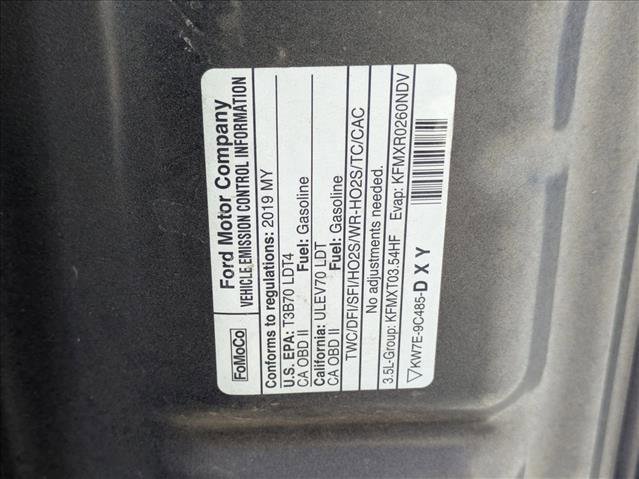 FoMoCo
Ford Motor Company
VEHICLE EMISSION CONTROL INFORMATION
Conforms to regulations: 2019 MY
U.S. EPA: T3B70 LDT4
CA OBD II Fuel: Gasoline
California: ULEV70 LDT
CA OBD II Fuel: Gasoline
TWC/DFI/SFI/HO2S/WR-HO2S/TC/CAC
No adjustments needed.
3.5L-Group: KFMXT03.54HF Evap: KFMXR0260NDV
▽KW7E-9C485-D X Y